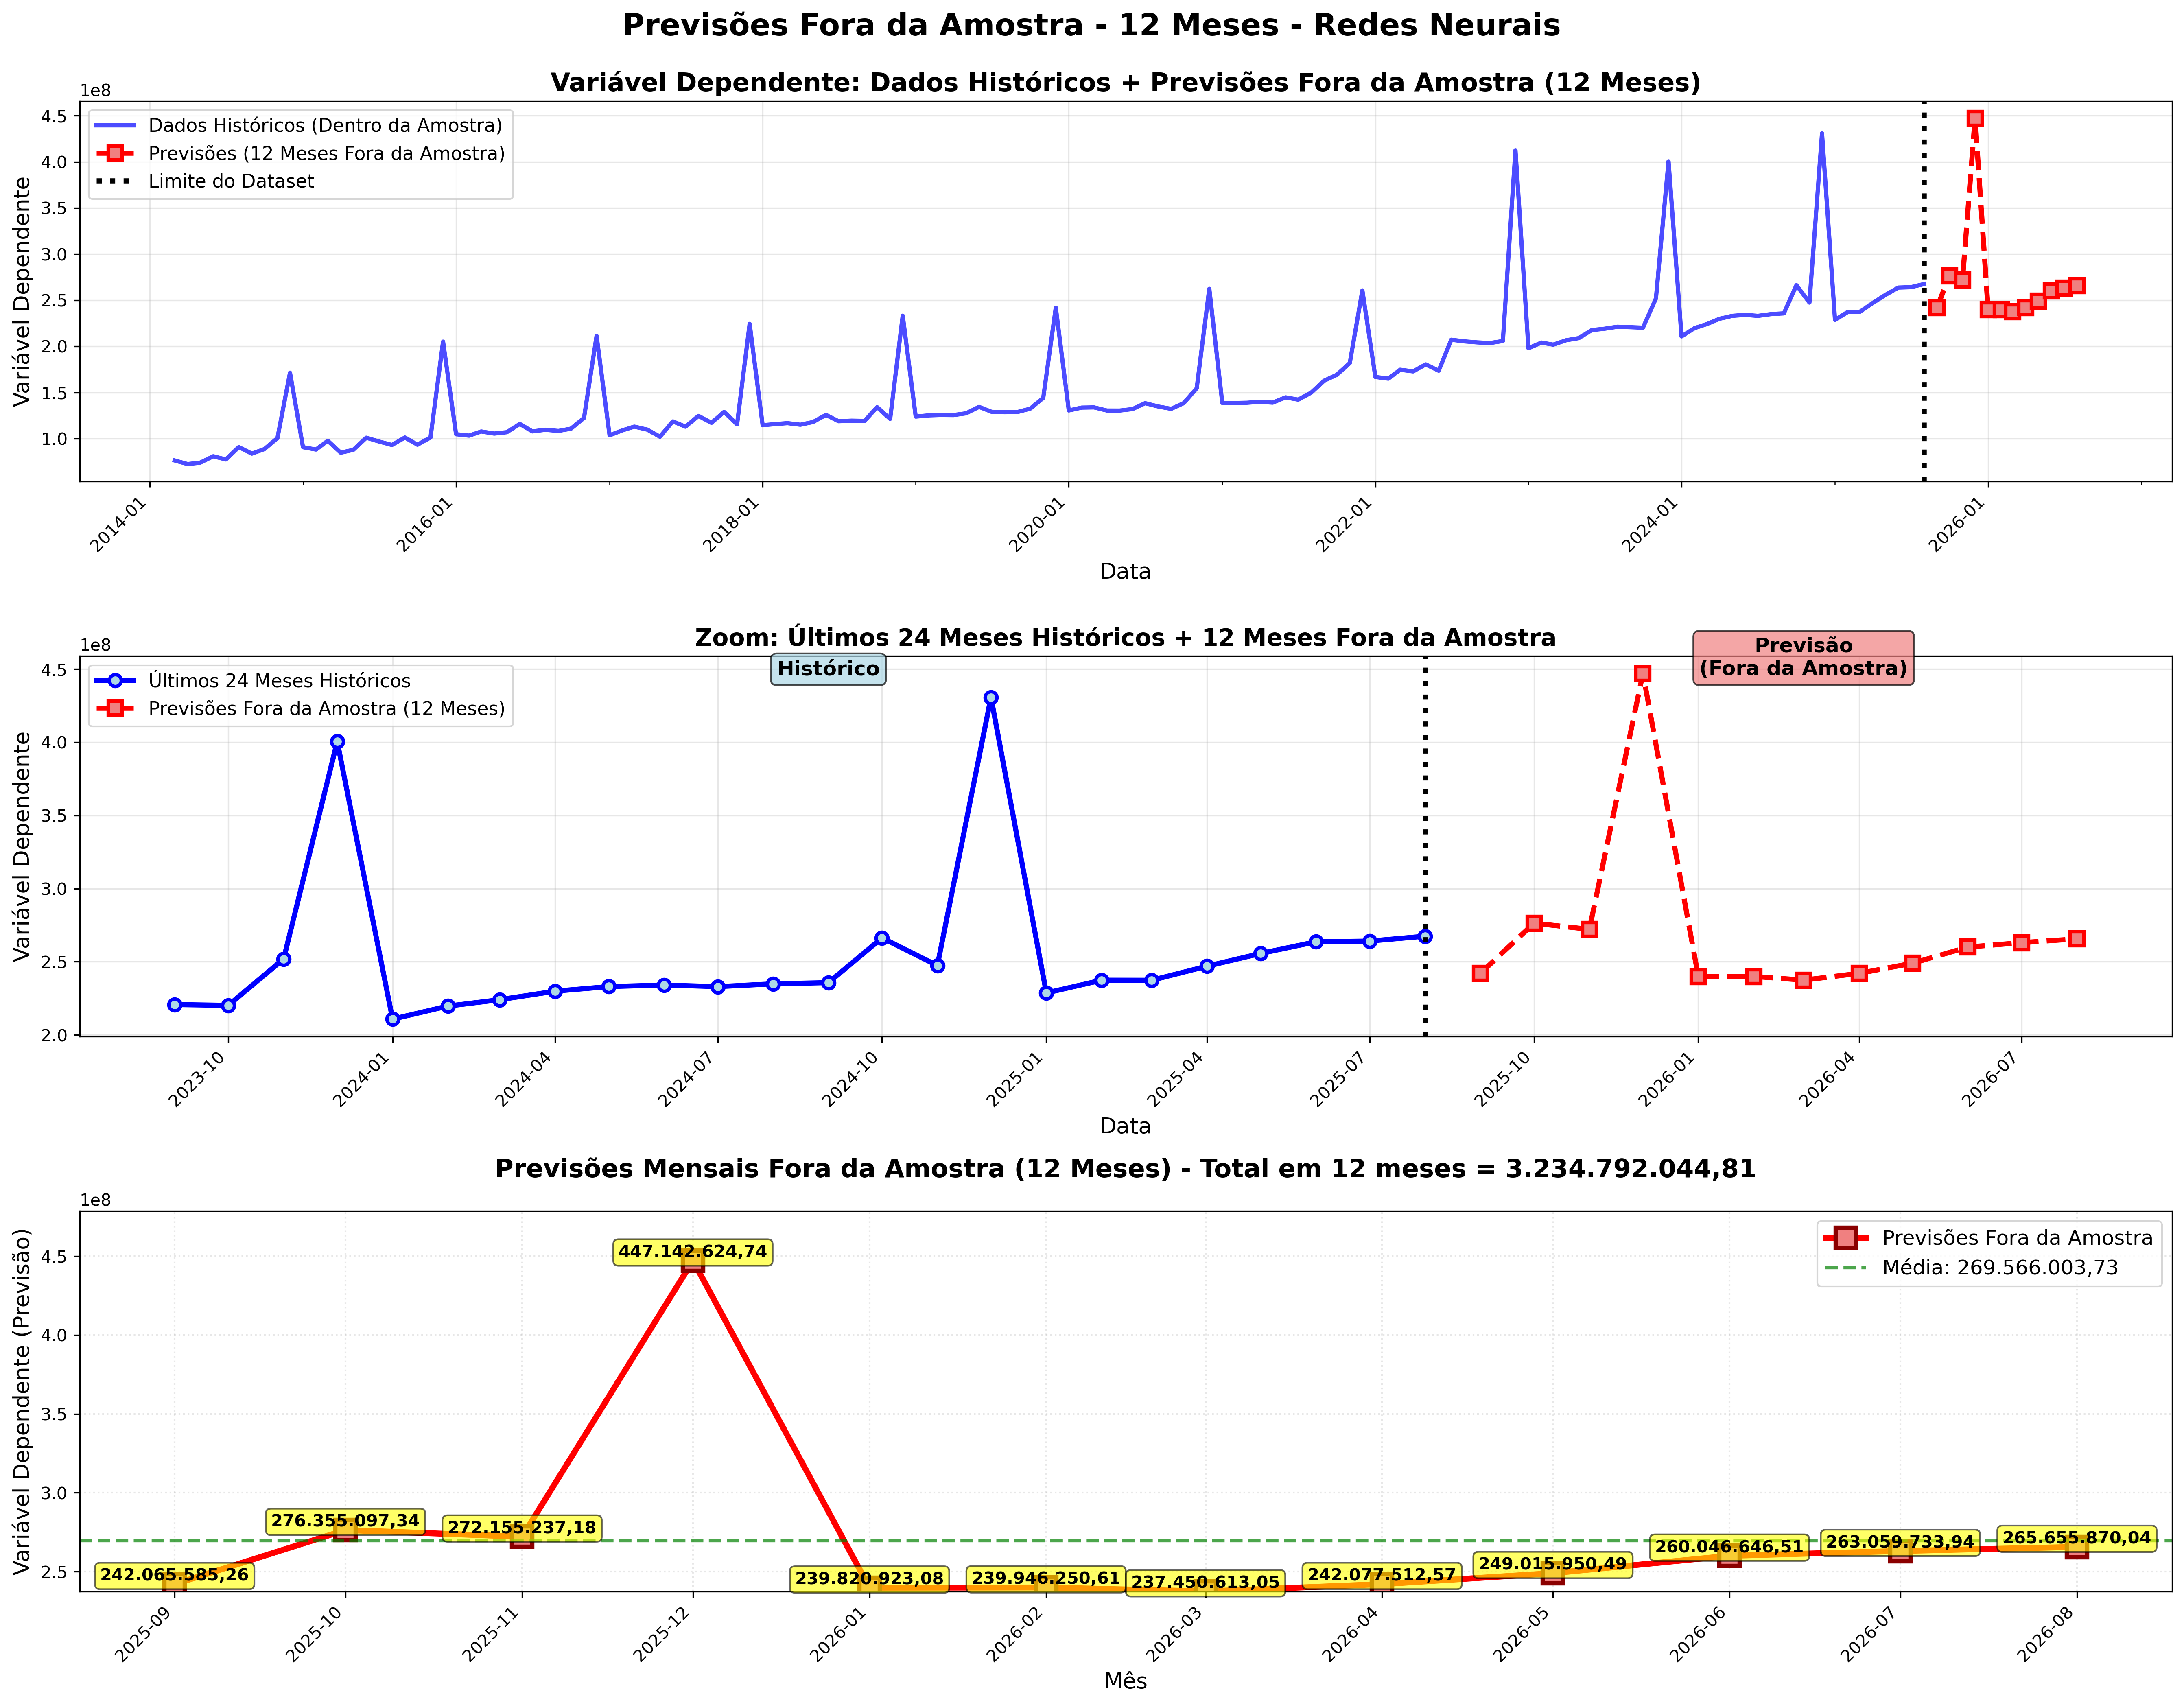 Previsões Fora da Amostra - 12 Meses - Redes Neurais
Variável Dependente: Dados Históricos + Previsões Fora da Amostra (12 Meses)
1e8
Dados Históricos (Dentro da Amostra)
Previsões (12 Meses Fora da Amostra)
Limite do Dataset
Variável Dependente
4.5
4.0
3.5
3.0
2.5
2.0
1.5
1.0
2014-01
2016-01
2018-01
2020-01
2022-01
2024-01
2026-01
Data
Zoom: Últimos 24 Meses Históricos + 12 Meses Fora da Amostra
1e8
Últimos 24 Meses Históricos
Previsões Fora da Amostra (12 Meses)
Histórico
Previsão
(Fora da Amostra)
Variável Dependente
4.5
4.0
3.5
3.0
2.5
2.0
2023-10
2024-01
2024-04
2024-07
2024-10
2025-01
2025-04
2025-07
2025-10
2026-01
2026-04
2026-07
Data
Previsões Mensais Fora da Amostra (12 Meses) - Total em 12 meses = 3.234.792.044,81
1e8
Previsões Fora da Amostra
Média: 269.566.003,73
Variável Dependente (Previsão)
4.5
4.0
3.5
3.0
2.5
242.065.585,26
276.355.097,34
272.155.237,18
447.142.624,74
239.820.923,08
239.946.250,61
237.450.613,05
242.077.512,57
249.015.950,49
260.046.646,51
263.059.733,94
265.655.870,04
2025-09
2025-10
2025-11
2025-12
2026-01
2026-02
2026-03
2026-04
2026-05
2026-06
2026-07
2026-08
Mês